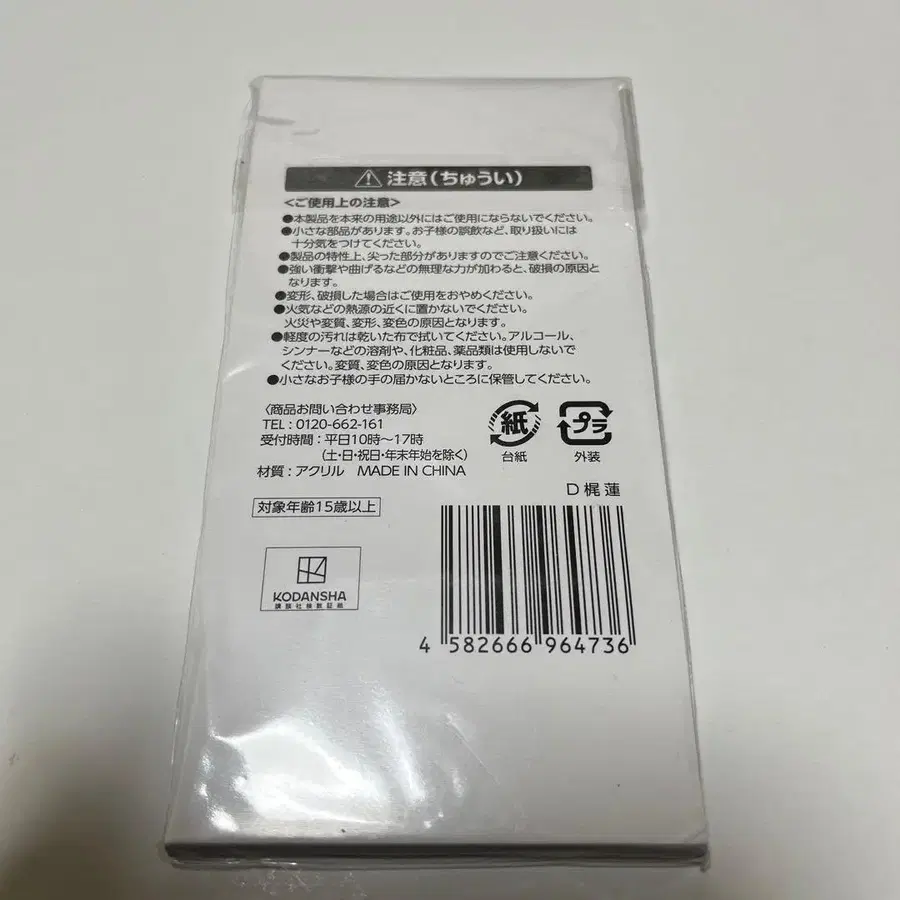 注意(ちゅうい)
<ご使用上の注意>
●本製品を本来の用途以外にはご使用にならないでください。
●小さな部品があります。お子様の誤飲など、取り扱いには
十分気をつけてください。
●製品の特性上、尖った部分がありますのでご注意ください。
●強い衝撃や曲げるなどの無理な力が加わると、破損の原因と
なります。
●変形、破損した場合はご使用をおやめください。
●火気などの熱源の近くに置かないでください。
火災や変質、変形、変色の原因となります。
●軽度の汚れは乾いた布で拭いてください。アルコール、
シンナーなどの溶剤や、化粧品、薬品類は使用しないで
ください。変質、変色の原因となります。
●小さなお子様の手の届かないところに保管してください。
〈商品お問い合わせ事務局〉
TEL:0120-662-161
受付時間:平日10時〜17時
(土・日・祝日・年末年始を除く)
材質:アクリル MADE IN CHINA
紙
台紙
プラ
外装
対象年齢15歳以上
D 梶 蓮
KODANSHA
講談社検数証紙
4 582666 964736